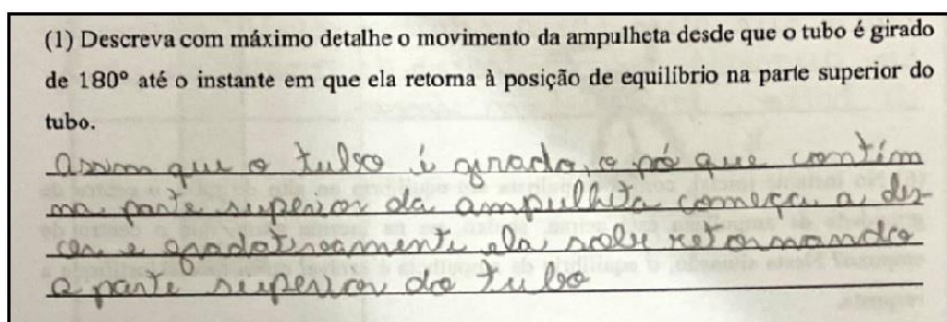 (1) Descreva com máximo detalhe o movimento da ampulheta desde que o tubo é girado
de 180° até o instante em que ela retorna à posição de equilíbrio na parte superior do
tubo.
assim que o tubo é girado, o pó que contém
na parte superior da ampulheta começa a des-
cer e gradativamente ela sobe retornando
a parte superior do tubo